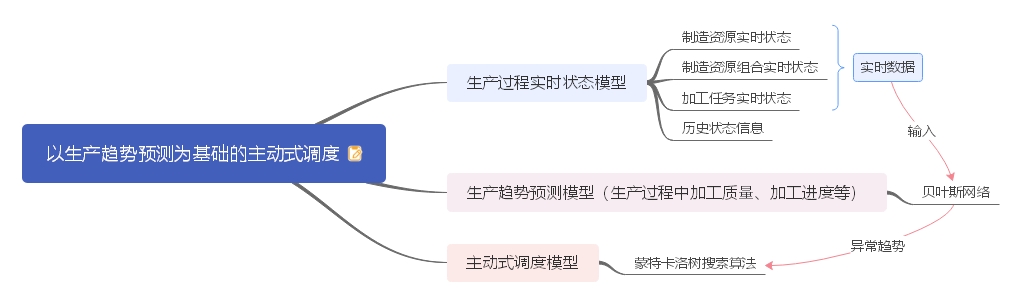 以生产趋势预测为基础的主动式调度
生产过程实时状态模型
制造资源实时状态
制造资源组合实时状态
加工任务实时状态
历史状态信息
实时数据
输入
生产趋势预测模型（生产过程中加工质量、加工进度等）
贝叶斯网络
异常趋势
主动式调度模型
蒙特卡洛树搜索算法